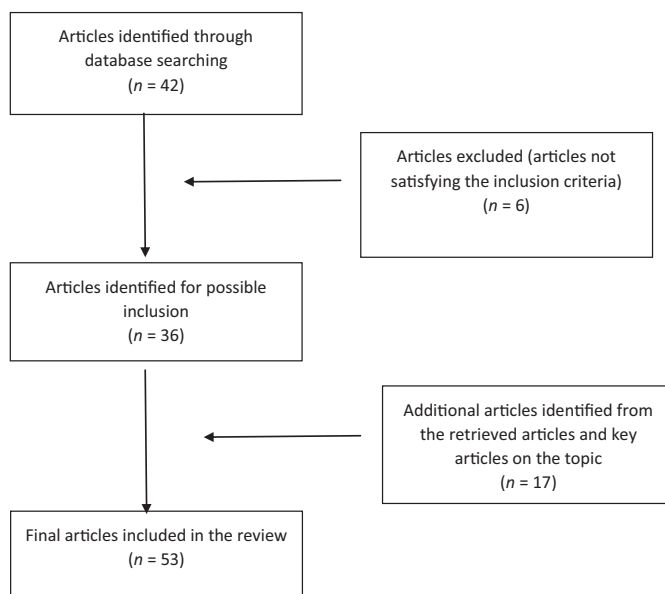 Articles identified through
database searching
(n = 42)
Articles excluded (articles not
satisfying the inclusion criteria)
(n = 6)
Articles identified for possible
inclusion
(n = 36)
Additional articles identified from
the retrieved articles and key
articles on the topic
(n = 17)
Final articles included in the review
(n = 53)